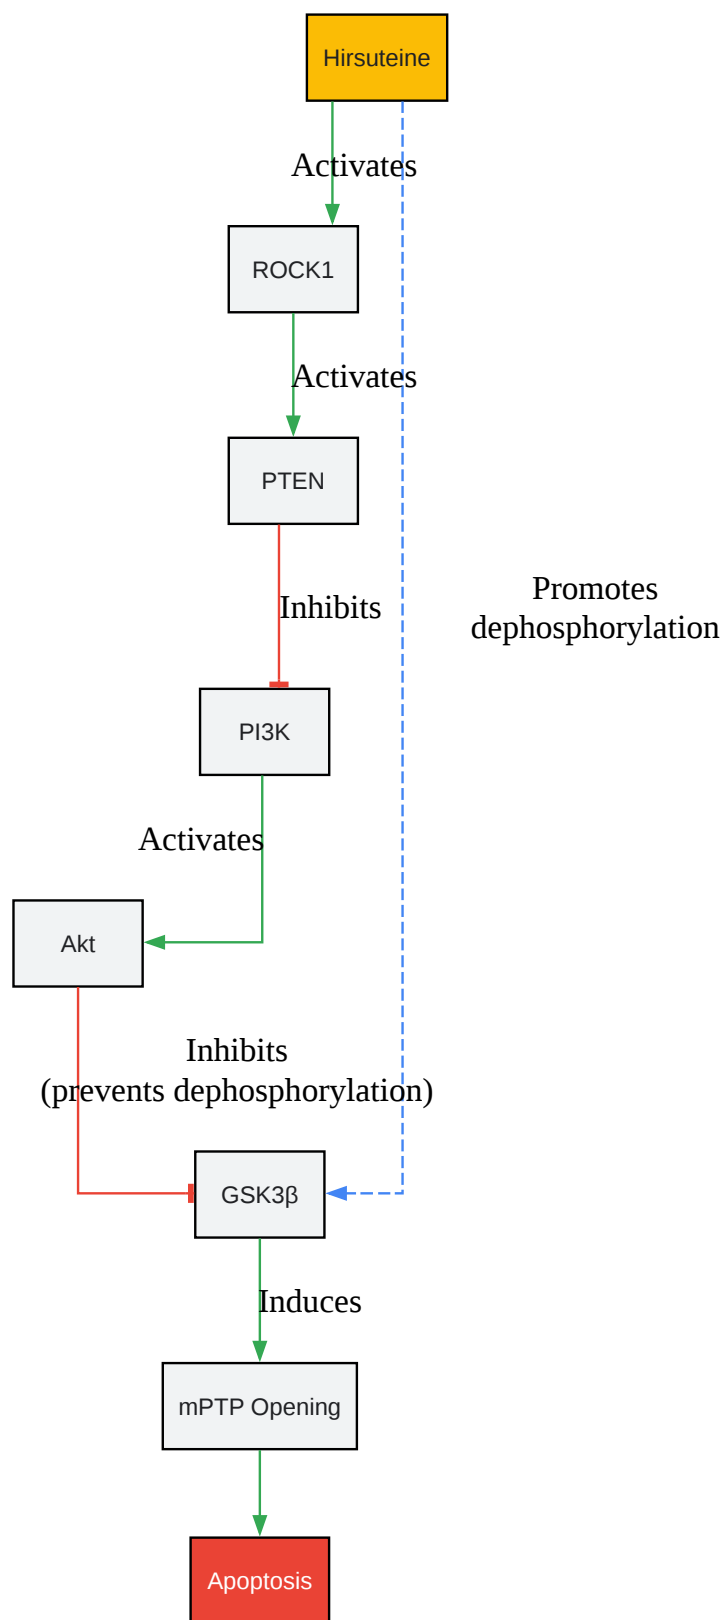 Hirsuteine
Activates
ROCK1
Activates
PTEN
Promotes
dephosphorylation
Inhibits
PI3K
Activates
Akt
Inhibits
(prevents dephosphorylation)
GSK3β
Induces
mPTP Opening
Apoptosis